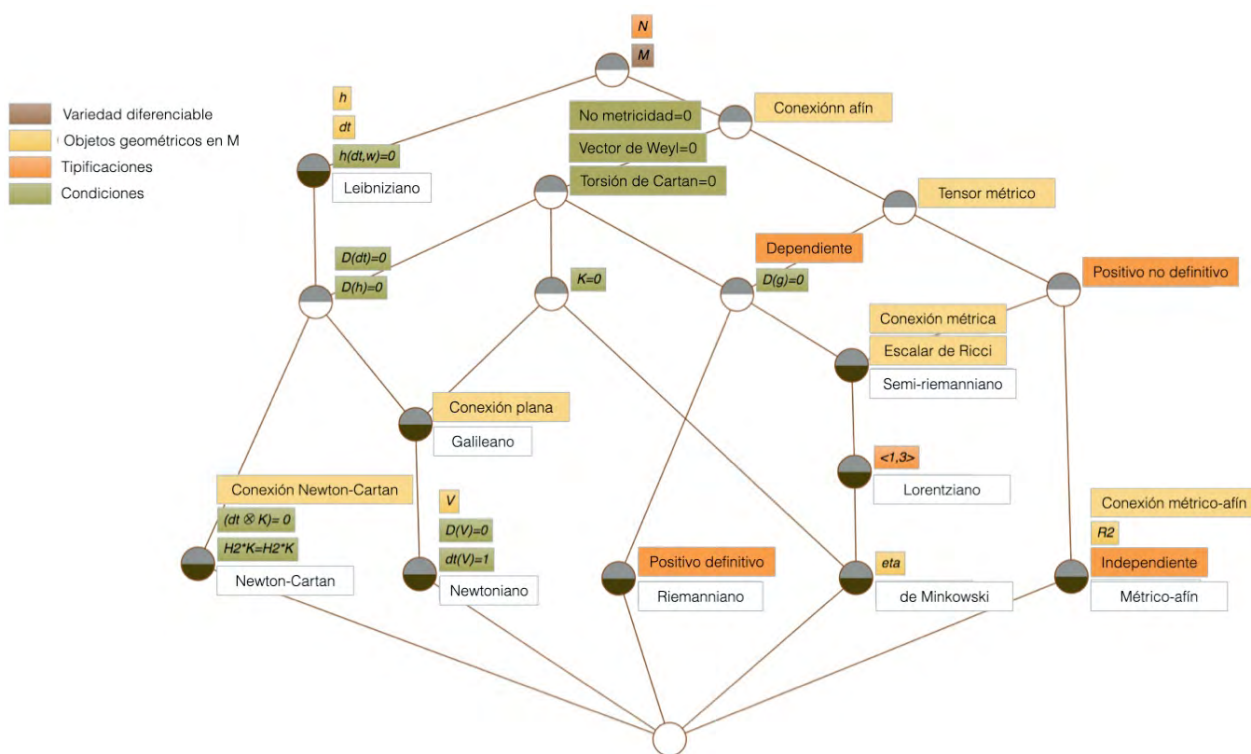 N
M
h
dt
h(dt,w)=0
Leibniziano
Variedad diferenciable
Objetos geométricos en M
Tipificaciones
Condiciones
No metricidad=0
Vector de Weyl=0
Torsión de Cartan=0
Conexiónn afín
Tensor métrico
Dependiente
D(g)=0
Positivo no definitivo
D(dt)=0
D(h)=0
K=0
Conexión métrica
Escalar de Ricci
Semi-riemanniano
Conexión plana
Galileano
<1,3>
Lorentziano
Conexión Newton-Cartan
(dt ⊗ K)= 0
H2*K=H2*K
Newton-Cartan
V
D(V)=0
dt(V)=1
Newtoniano
Positivo definitivo
Riemanniano
eta
de Minkowski
Conexión métrico-afín
R2
Independiente
Métrico-afín